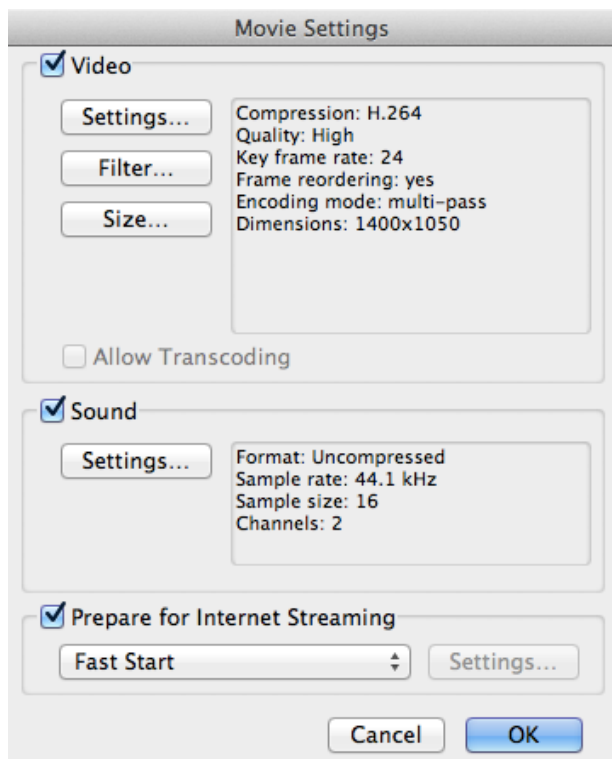 Movie Settings
Video
Settings...
Filter...
Size...
Compression: H.264
Quality: High
Key frame rate: 24
Frame reordering: yes
Encoding mode: multi-pass
Dimensions: 1400x1050
Allow Transcoding
Sound
Settings...
Format: Uncompressed
Sample rate: 44.1 kHz
Sample size: 16
Channels: 2
Prepare for Internet Streaming
Fast Start
Settings...
Cancel
OK